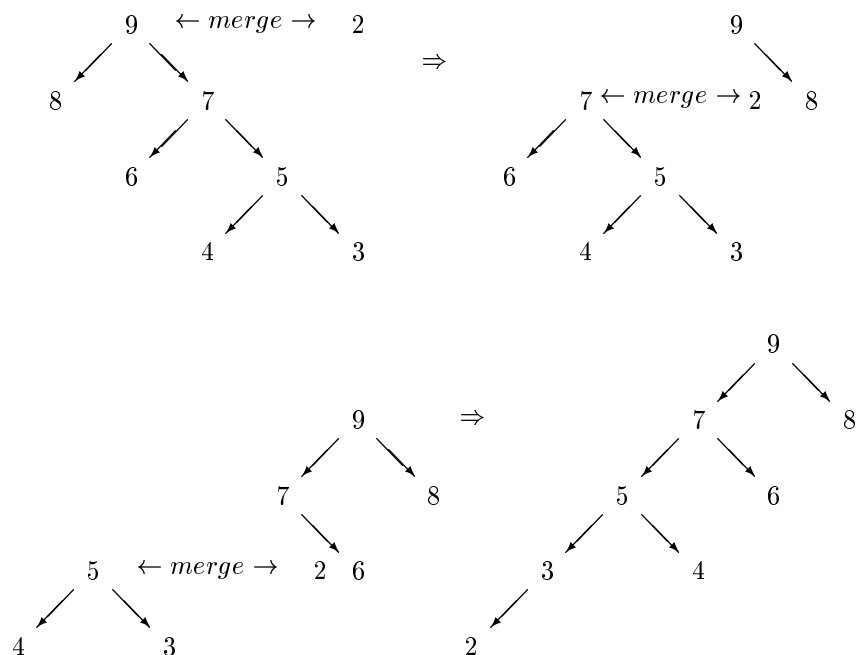 9 ← merge → 2 9
⇒
8 7 7 ← merge → 2 8
6 5 6 5
4 3 4 3
9
9 ⇒ 7 8
7 8 5 6
5 ← merge → 2 6 3 4
4 3 2